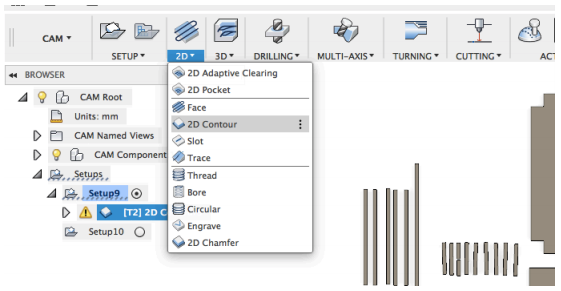 CAM
SETUP
2D
3D
DRILLING
MULTI-AXIS
TURNING
CUTTING
BROWSER
CAM Root
Units: mm
CAM Named Views
CAM Component
Setups
Setup9
[T2] 2D C
Setup10
2D Adaptive Clearing
2D Pocket
Face
2D Contour
Slot
Trace
Thread
Bore
Circular
Engrave
2D Chamfer